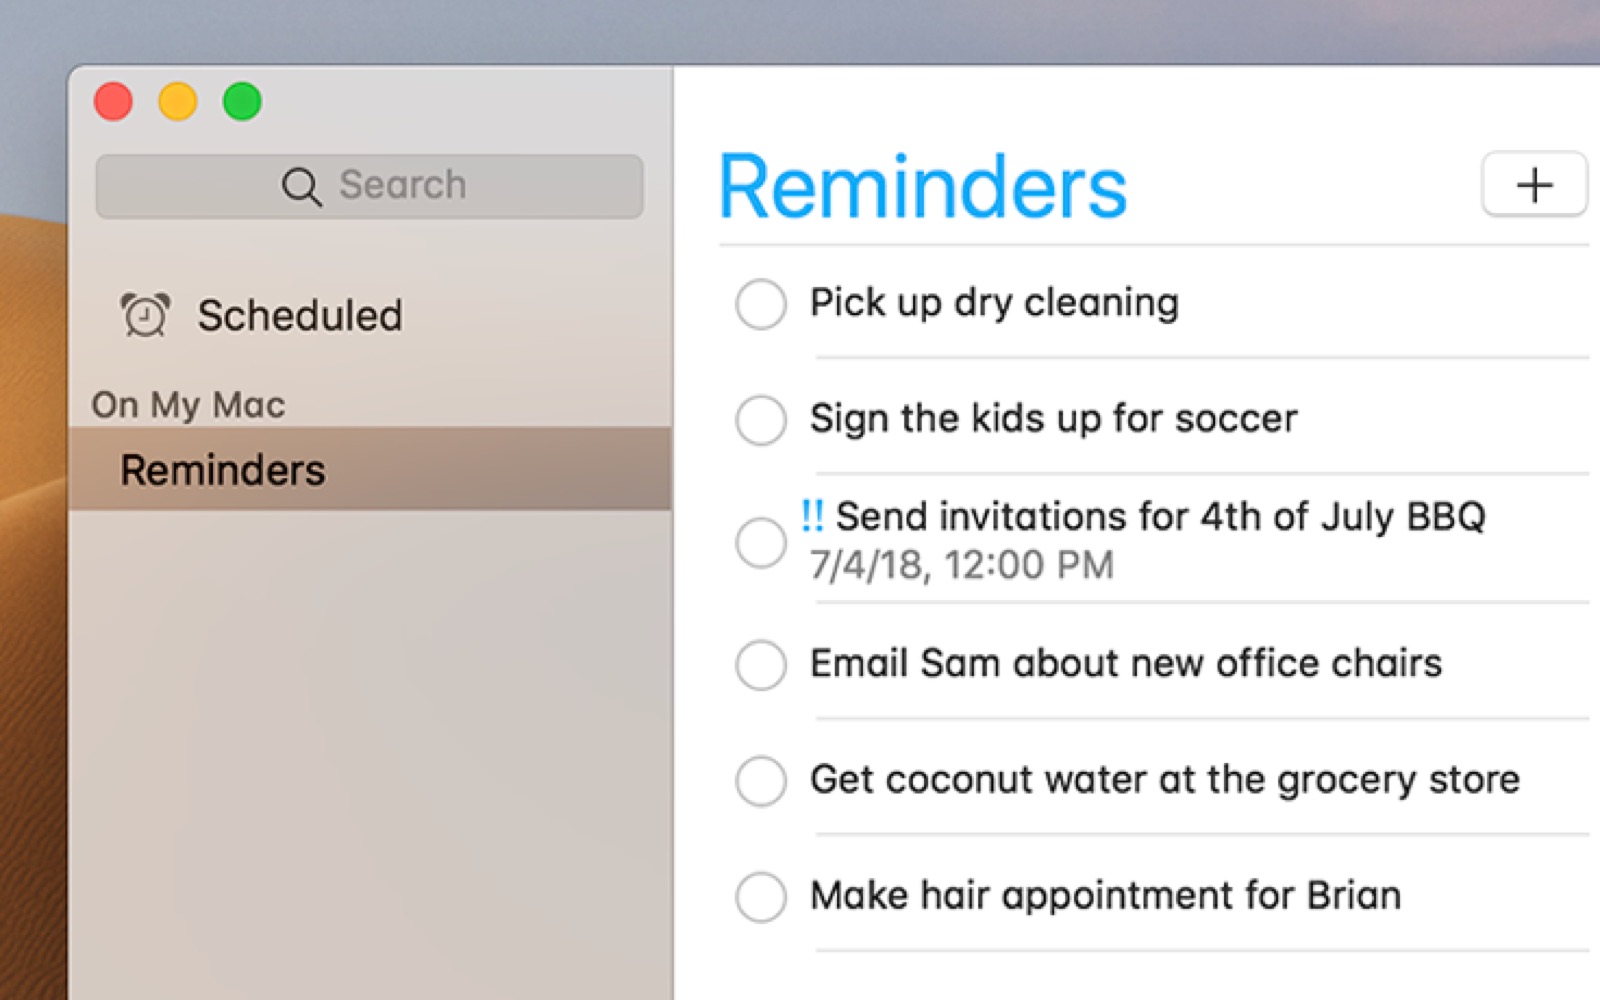 Search
Scheduled
On My Mac
Reminders
Reminders
Pick up dry cleaning
Sign the kids up for soccer
!! Send invitations for 4th of July BBQ
7/4/18, 12:00 PM
Email Sam about new office chairs
Get coconut water at the grocery store
Make hair appointment for Brian